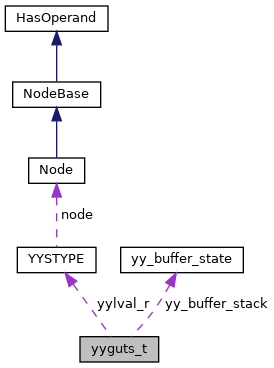 HasOperand
NodeBase
Node
node
YYSTYPE
yy_buffer_state
yylval_r
yy_buffer_stack
yyguts_t